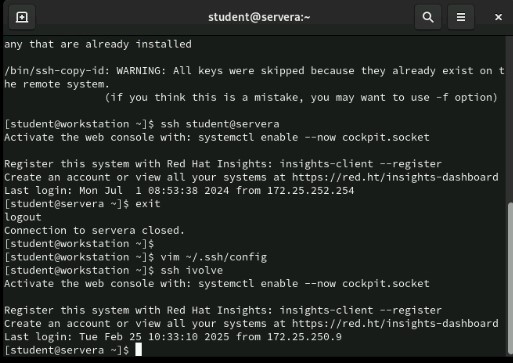 student@servera:~
any that are already installed
/bin/ssh-copy-id: WARNING: All keys were skipped because they already exist on t
he remote system.
                (if you think this is a mistake, you may want to use -f option)
[student@workstation ~]$ ssh student@servera
Activate the web console with: systemctl enable --now cockpit.socket
Register this system with Red Hat Insights: insights-client --register
Create an account or view all your systems at https://red.ht/insights-dashboard
Last login: Mon Jul  1 08:53:38 2024 from 172.25.252.254
[student@servera ~]$ exit
logout
Connection to servera closed.
[student@workstation ~]$
[student@workstation ~]$ vim ~/.ssh/config
[student@workstation ~]$ ssh ivolve
Activate the web console with: systemctl enable --now cockpit.socket
Register this system with Red Hat Insights: insights-client --register
Create an account or view all your systems at https://red.ht/insights-dashboard
Last login: Tue Feb 25 10:33:10 2025 from 172.25.250.9
[student@servera ~]$